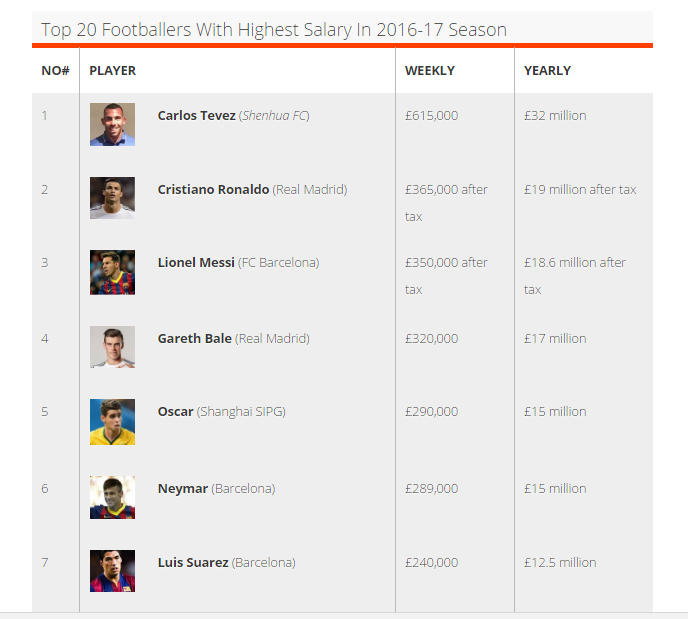 Top 20 Footballers With Highest Salary In 2016-17 Season
NO# PLAYER WEEKLY YEARLY
1 Carlos Tevez (Shenhua FC) £615,000 £32 million
2 Cristiano Ronaldo (Real Madrid) £365,000 after £19 million after tax
tax
3 Lionel Messi (FC Barcelona) £350,000 after £18.6 million after
tax tax
4 Gareth Bale (Real Madrid) £320,000 £17 million
5 Oscar (Shanghai SIPG) £290,000 £15 million
6 Neymar (Barcelona) £289,000 £15 million
7 Luis Suarez (Barcelona) £240,000 £12.5 million